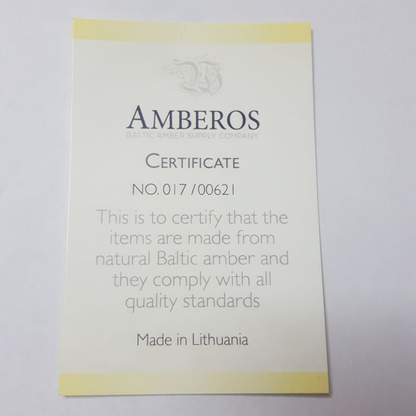 AMBEROS
BALTIC AMBER SUPPLY COMPANY
CERTIFICATE
NO. 017 /00621
This is to certify that the
items are made from
natural Baltic amber and
they comply with all
quality standards
Made in Lithuania